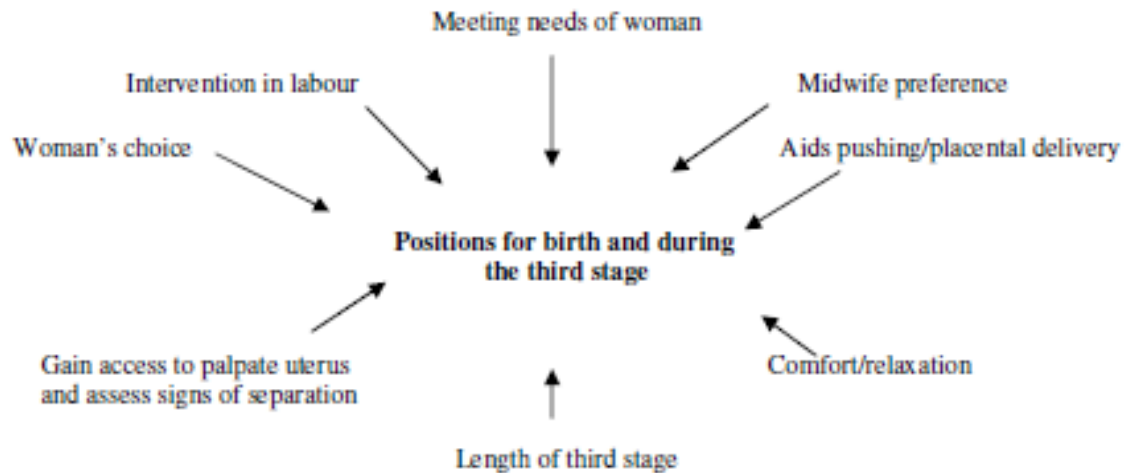 Meeting needs of woman
Intervention in labour
Midwife preference
Woman's choice
Aids pushing/placental delivery
Positions for birth and during
the third stage
Gain access to palpate uterus
and assess signs of separation
Comfort/relaxation
Length of third stage